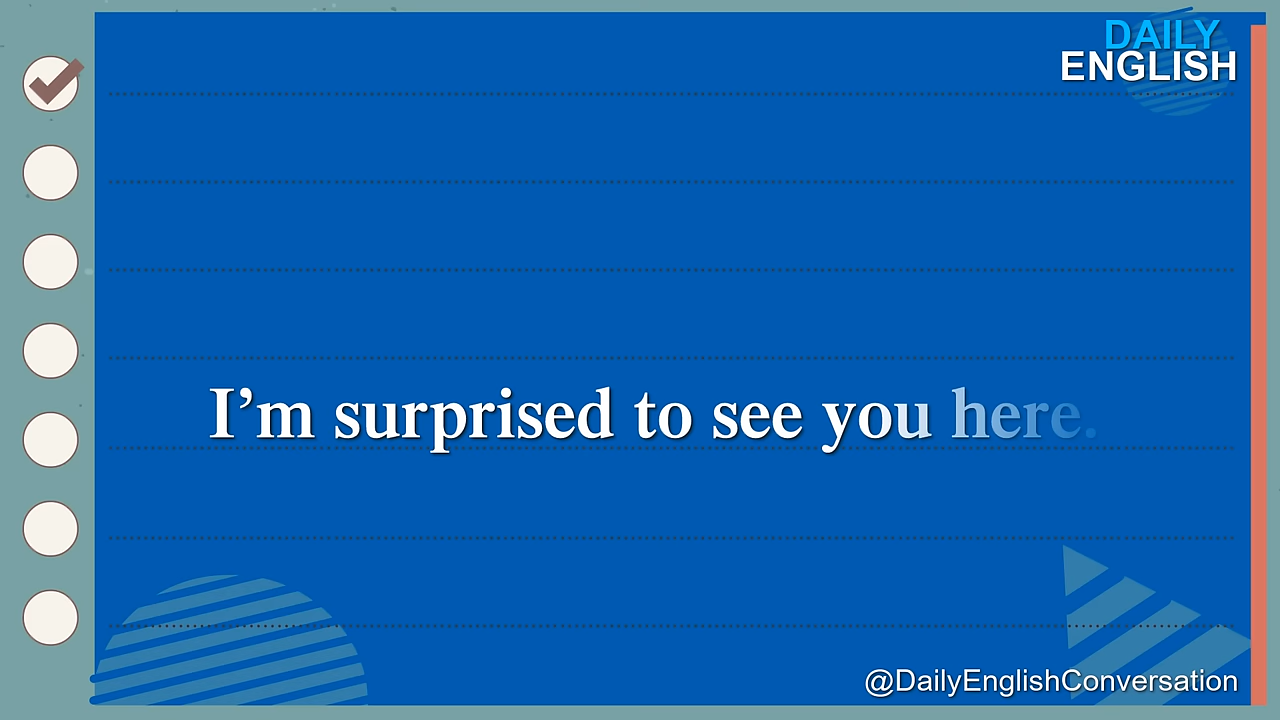 DAILY
ENGLISH
I’m surprised to see you here.
@DailyEnglishConversation